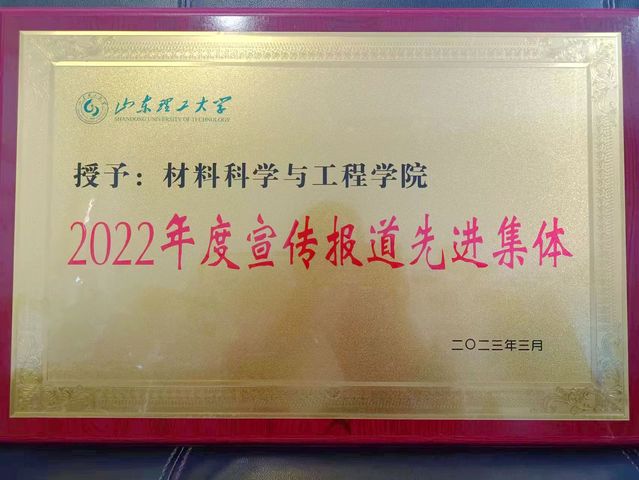 山东理工大学
SHANDONG UNIVERSITY OF TECHNOLOGY
授予：材料科学与工程学院
2022年度宣传报道先进集体
二〇二三年三月